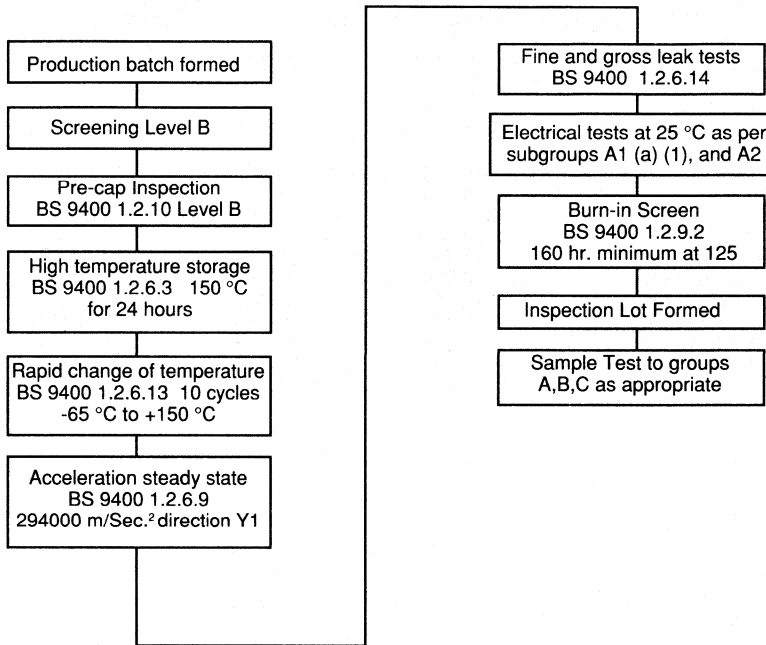 Production batch formed
Screening Level B
Pre-cap Inspection
BS 9400 1.2.10 Level B
High temperature storage
BS 9400 1.2.6.3 150 °C
for 24 hours
Rapid change of temperature
BS 9400 1.2.6.13 10 cycles
-65 °C to +150 °C
Acceleration steady state
BS 9400 1.2.6.9
294000 m/Sec.² direction Y1
Fine and gross leak tests
BS 9400 1.2.6.14
Electrical tests at 25 °C as per
subgroups A1 (a) (1), and A2
Burn-in Screen
BS 9400 1.2.9.2
160 hr. minimum at 125
Inspection Lot Formed
Sample Test to groups
A,B,C as appropriate